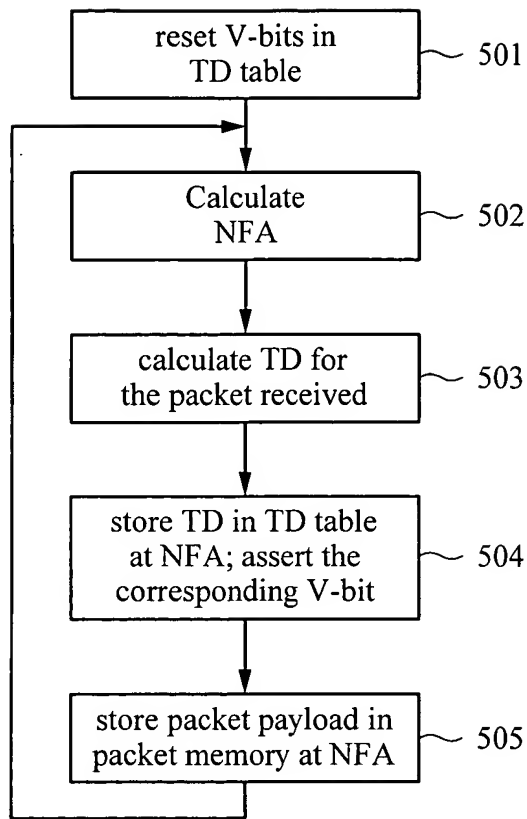 reset V-bits in
TD table
501
Calculate
NFA
502
calculate TD for
the packet received
503
store TD in TD table
at NFA; assert the
corresponding V-bit
504
store packet payload in
packet memory at NFA
505